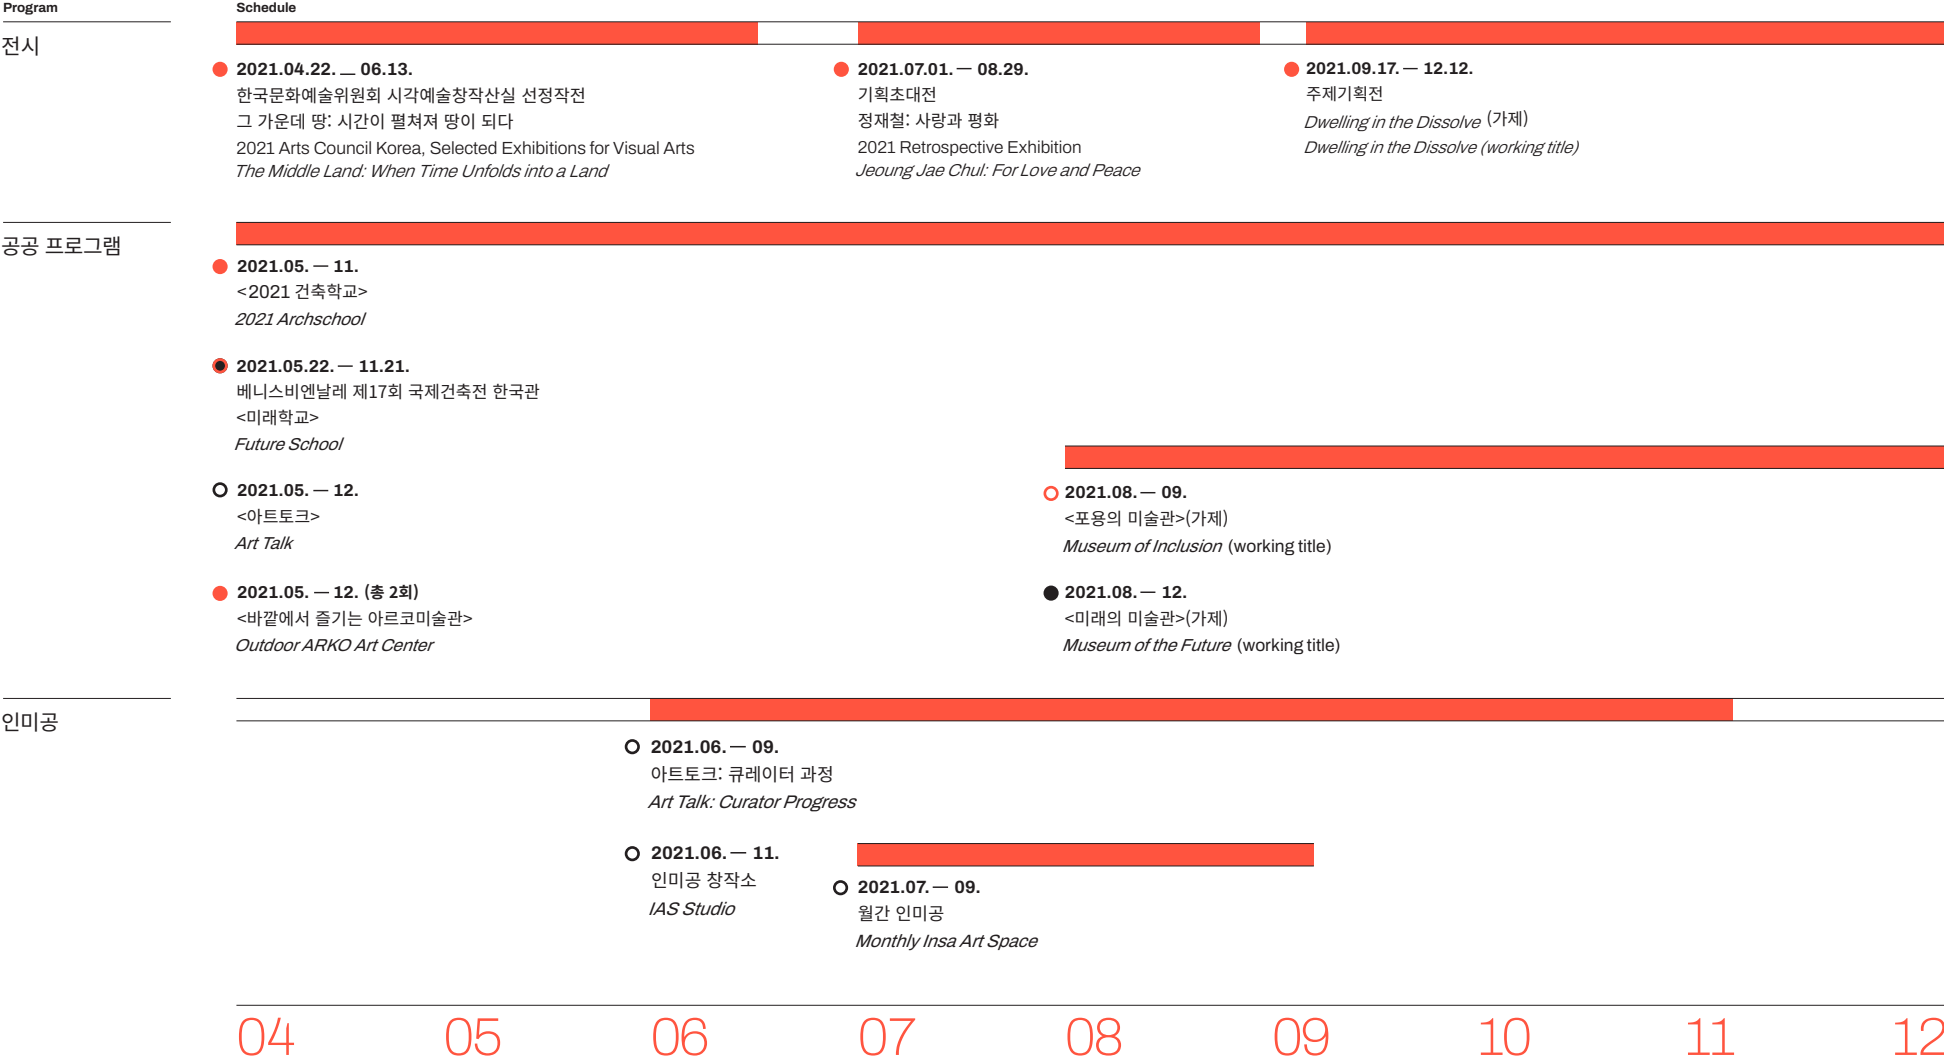 Program
Schedule
전시
2021.04.22. — 06.13.
한국문화예술위원회 시각예술창작산실 선정작전
그 가운데 땅: 시간이 펼쳐져 땅이 되다
2021 Arts Council Korea, Selected Exhibitions for Visual Arts
The Middle Land: When Time Unfolds into a Land
2021.07.01. — 08.29.
기획초대전
정재철: 사랑과 평화
2021 Retrospective Exhibition
Jeoung Jae Chul: For Love and Peace
2021.09.17. — 12.12.
주제기획전
Dwelling in the Dissolve (가제)
Dwelling in the Dissolve (working title)
공공 프로그램
2021.05. — 11.
<2021 건축학교>
2021 Archschool
2021.05.22. — 11.21.
베니스비엔날레 제17회 국제건축전 한국관
<미래학교>
Future School
2021.05. — 12.
<아트토크>
Art Talk
2021.05. — 12. (총 2회)
<바깥에서 즐기는 아르코미술관>
Outdoor ARKO Art Center
2021.08. — 09.
<포용의 미술관>(가제)
Museum of Inclusion (working title)
2021.08. — 12.
<미래의 미술관>(가제)
Museum of the Future (working title)
인미공
2021.06. — 09.
아트토크: 큐레이터 과정
Art Talk: Curator Progress
2021.06. — 11.
인미공 창작소
IAS Studio
2021.07. — 09.
월간 인미공
Monthly Insa Art Space
04 05 06 07 08 09 10 11 12